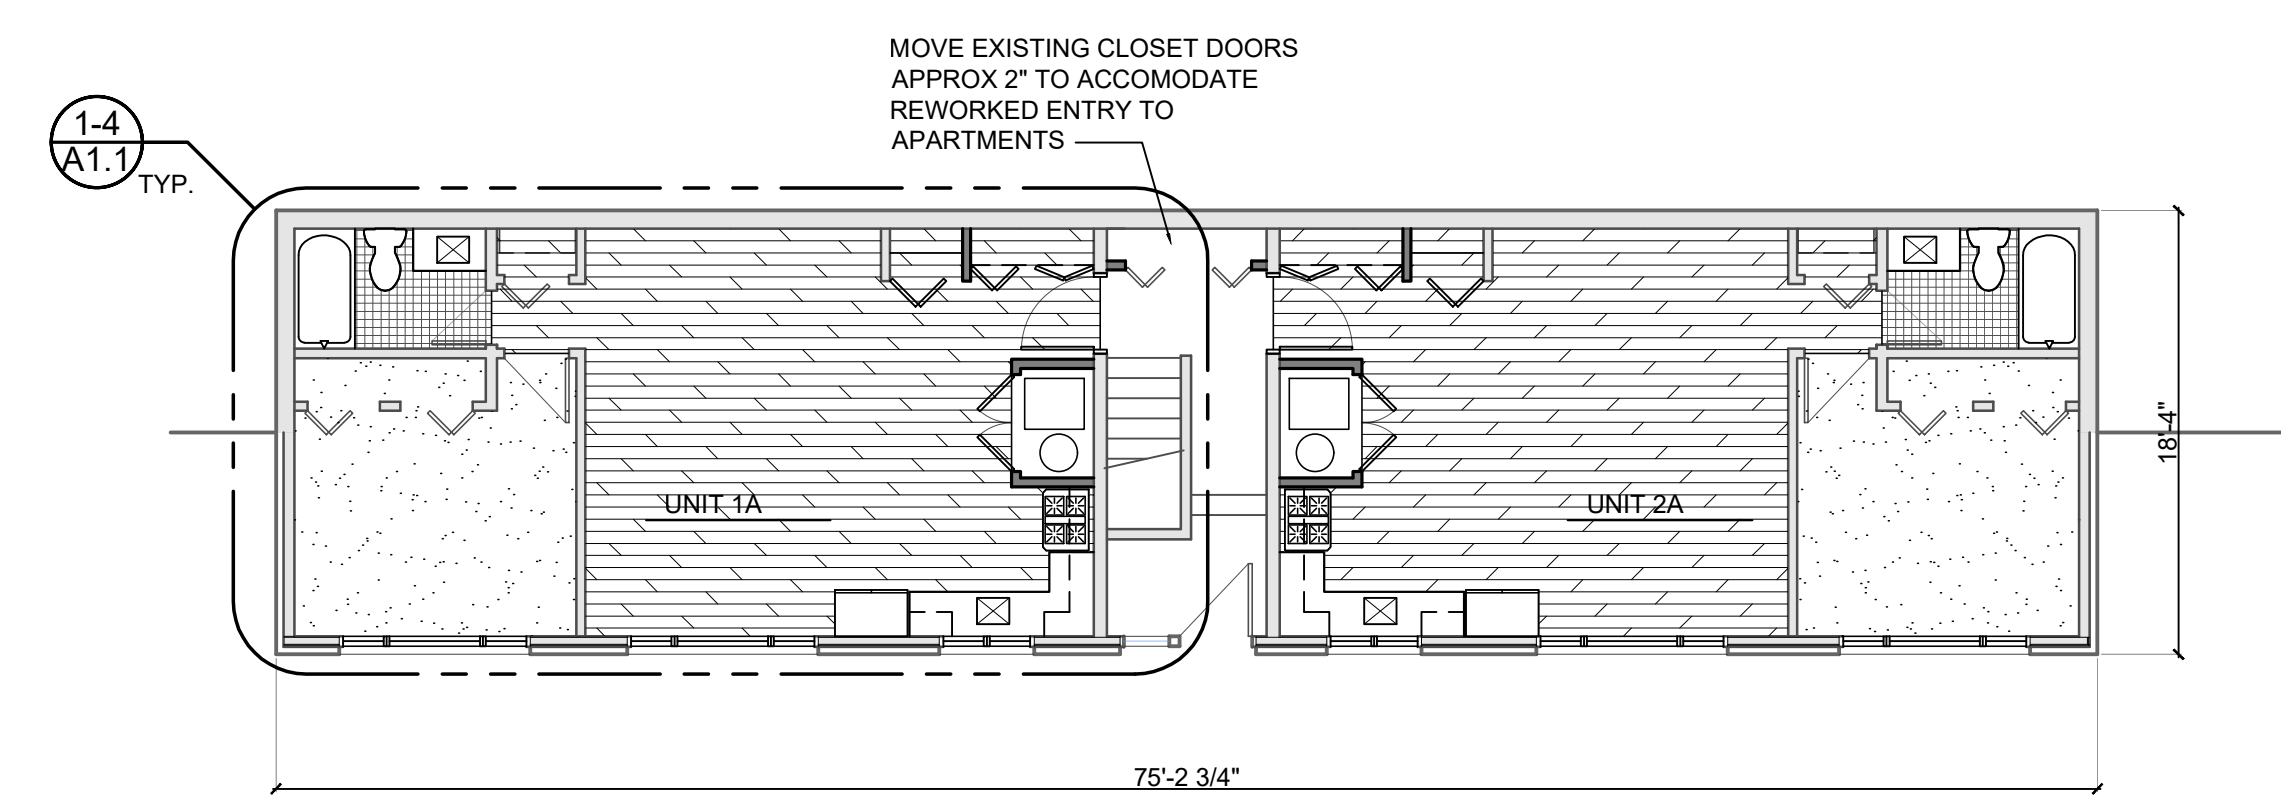 MOVE EXISTING CLOSET DOORS
APPROX 2" TO ACCOMODATE
REWORKED ENTRY TO
APARTMENTS
1-4
A1.1
TYP.
18'-4"
UNIT 1A
UNIT 2A
75'-2 3/4"